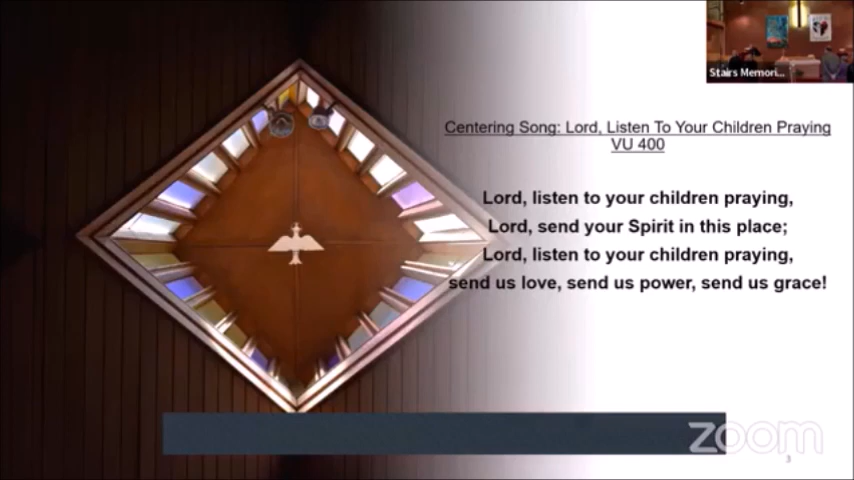 Stairs Memori...
Centering Song: Lord, Listen To Your Children Praying
VU 400
Lord, listen to your children praying,
Lord, send your Spirit in this place;
Lord, listen to your children praying,
send us love, send us power, send us grace!
zoom
3